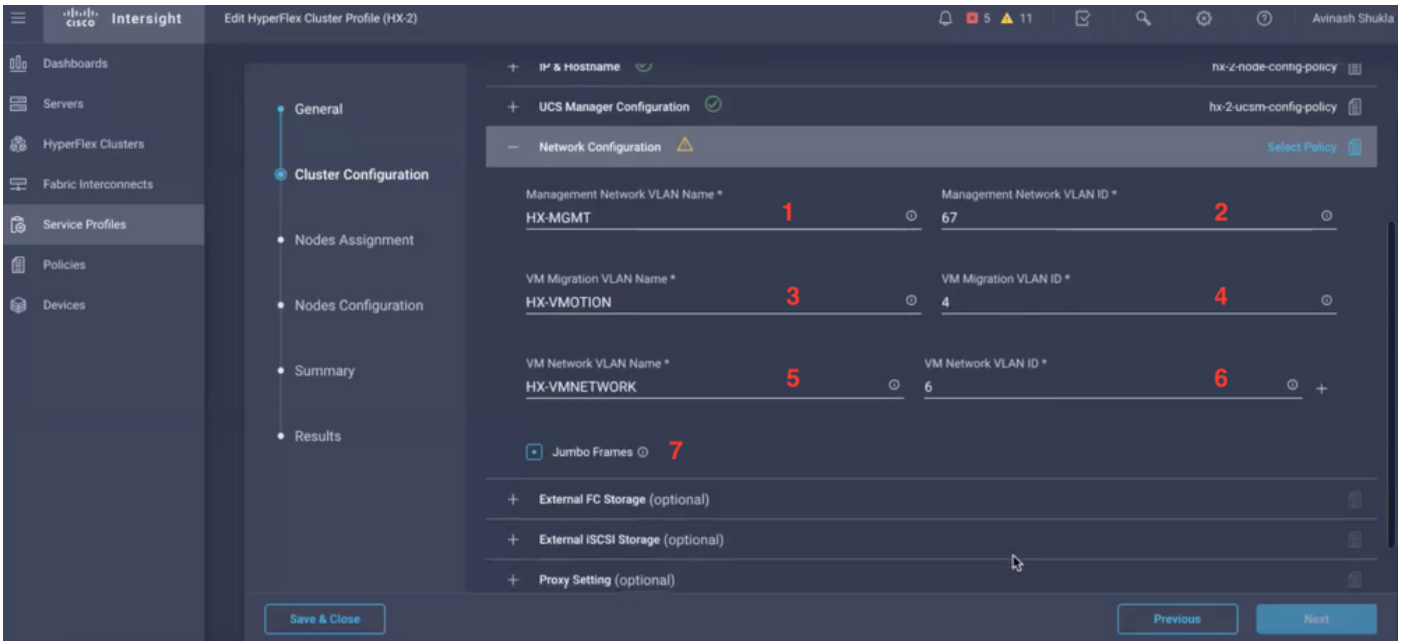 cisco Intersight Edit HyperFlex Cluster Profile (HX-2) 5 11 Avinash Shukla
Dashboards
Servers
HyperFlex Clusters
Fabric Interconnects
Service Profiles
Policies
Devices
General
Cluster Configuration
Nodes Assignment
Nodes Configuration
Summary
Results
+ IP & Hostname hx-2-node-config-policy
+ UCS Manager Configuration hx-2-ucsm-config-policy
— Network Configuration Select Policy
Management Network VLAN Name * Management Network VLAN ID *
HX-MGMT 1 67 2
VM Migration VLAN Name * VM Migration VLAN ID *
HX-VMOTION 3 4 4
VM Network VLAN Name * VM Network VLAN ID *
HX-VMNETWORK 5 6 6 +
Jumbo Frames 7
+ External FC Storage (optional)
+ External iSCSI Storage (optional)
+ Proxy Setting (optional)
Save & Close Previous Next